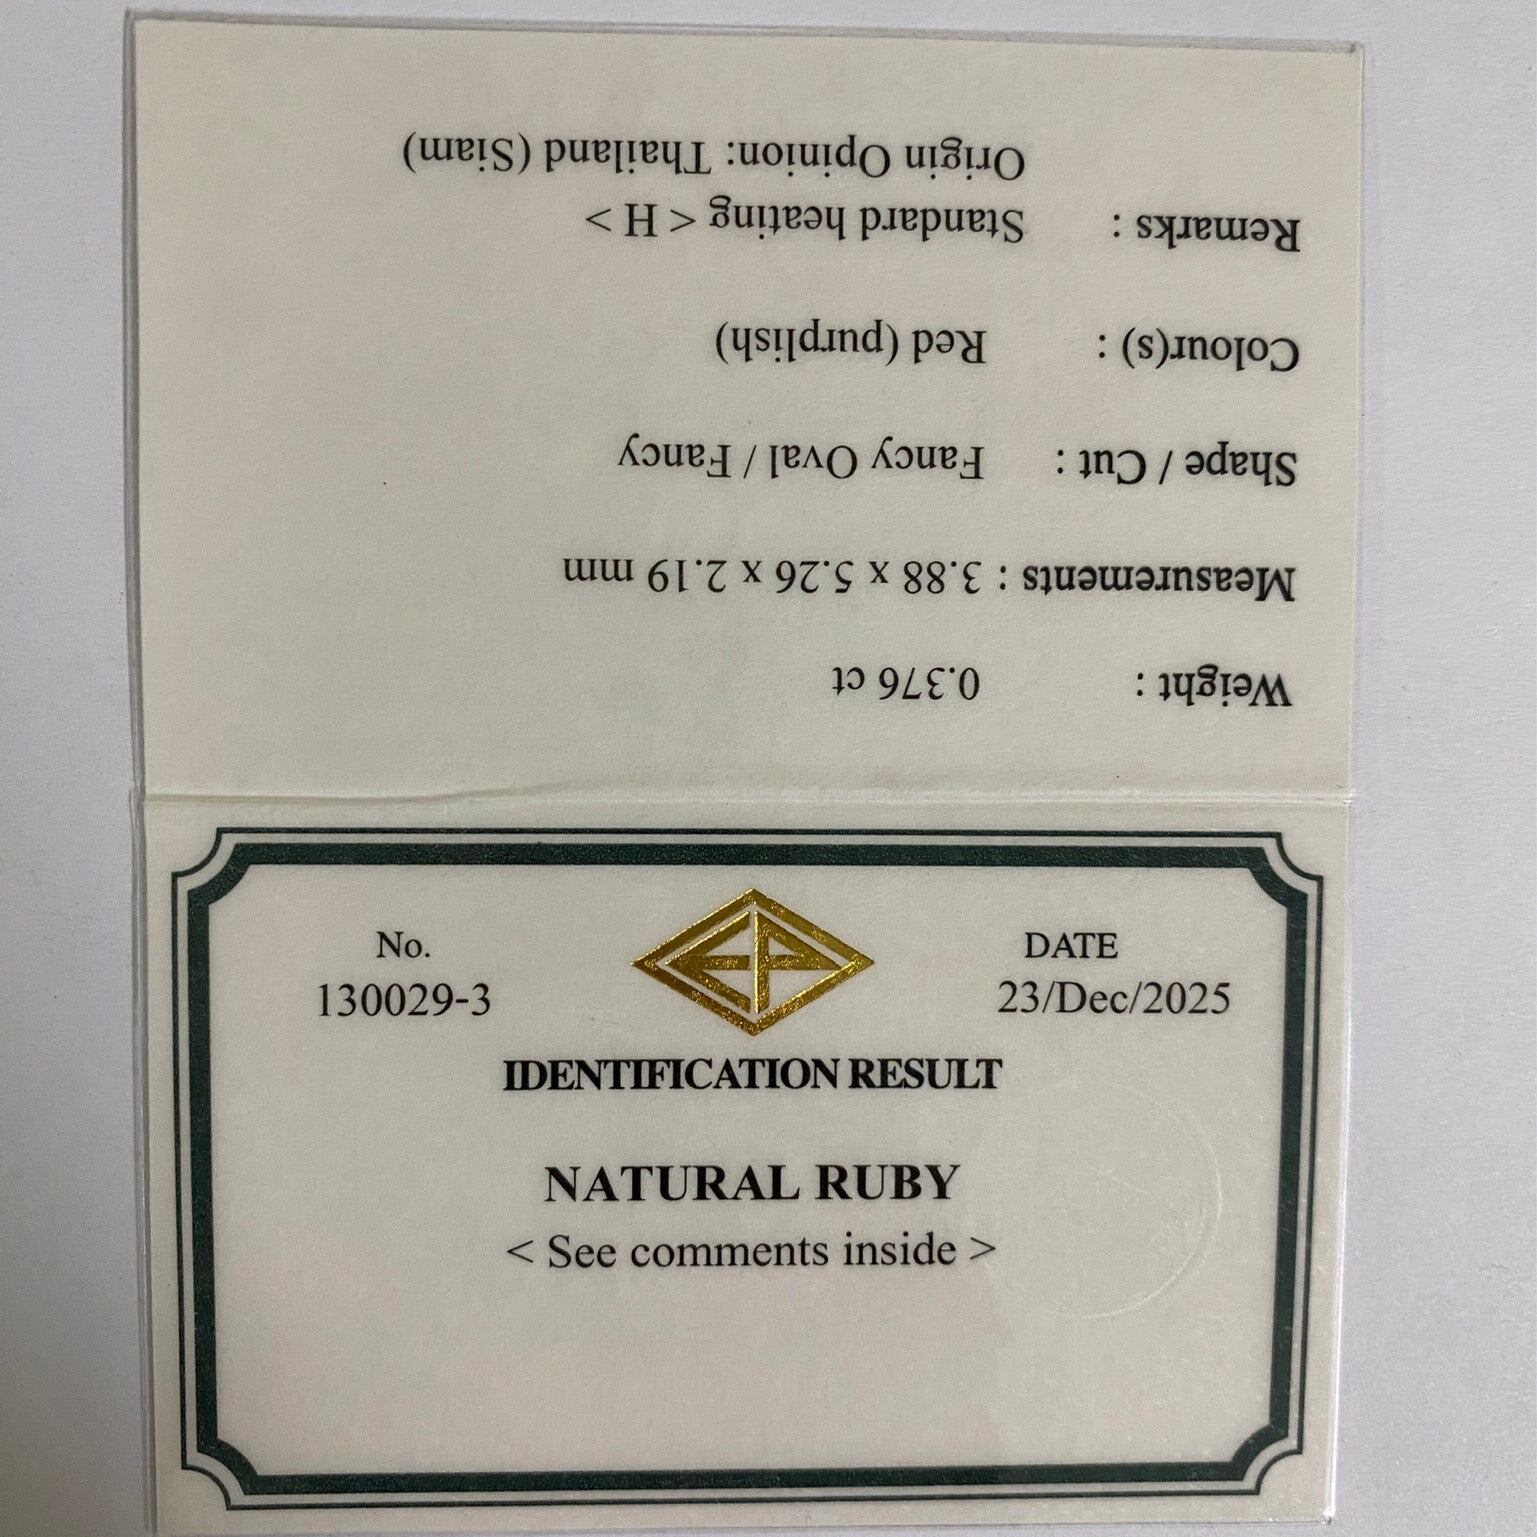 Weight : 0.376 ct
Measurements : 3.88 x 5.26 x 2.19 mm
Shape / Cut : Fancy Oval / Fancy
Colour(s) : Red (purplish)
Remarks : Standard heating < H >
Origin Opinion: Thailand (Siam)
No. DATE
130029-3 23/Dec/2025
IDENTIFICATION RESULT
NATURAL RUBY
< See comments inside >